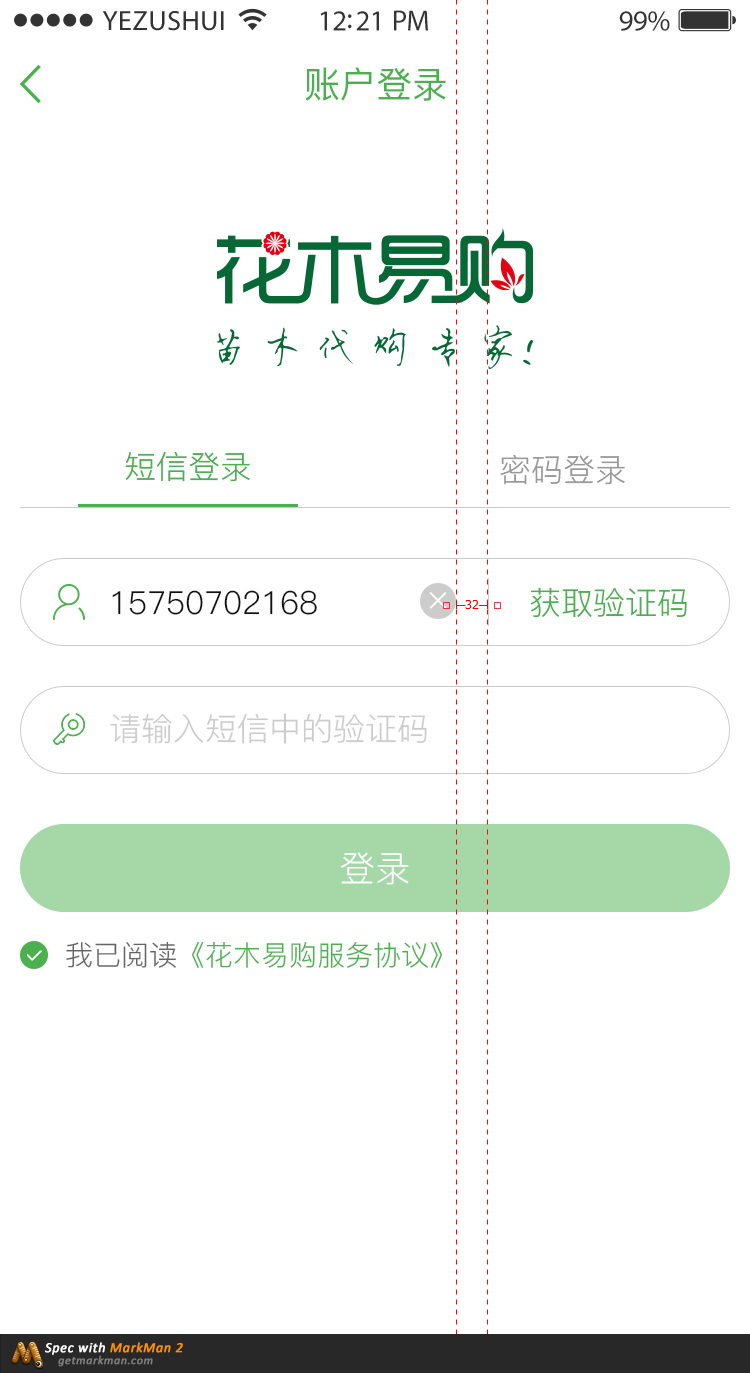 YEZUSHUI 12:21 PM 99%
账户登录
花木易购
苗木代购专家!
短信登录 密码登录
15750702168 32 获取验证码
请输入短信中的验证码
登录
我已阅读《花木易购服务协议》
Spec with MarkMan 2
getmarkman.com